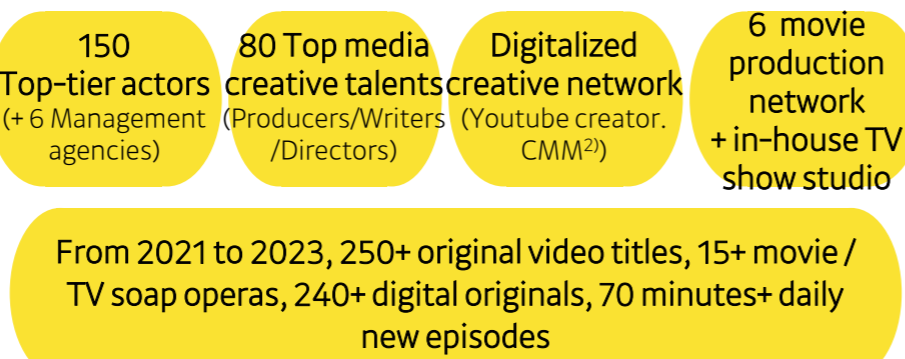 150
Top-tier actors
(+ 6 Management
agencies)
80 Top media
creative talents
(Producers/Writers
/Directors)
Digitalized
creative network
(Youtube creator.
CMM2))
6 movie
production
network
+ in-house TV
show studio
From 2021 to 2023, 250+ original video titles, 15+ movie /
TV soap operas, 240+ digital originals, 70 minutes+ daily
new episodes